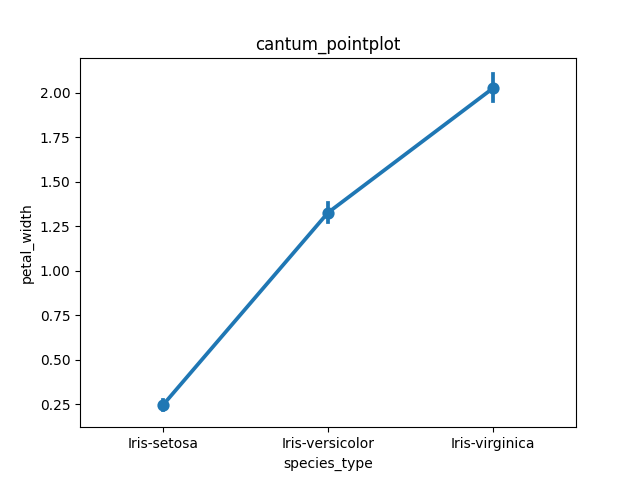 cantum_pointplot
petal_width
2.00
1.75
1.50
1.25
1.00
0.75
0.50
0.25
Iris-setosa Iris-versicolor Iris-virginica
species_type